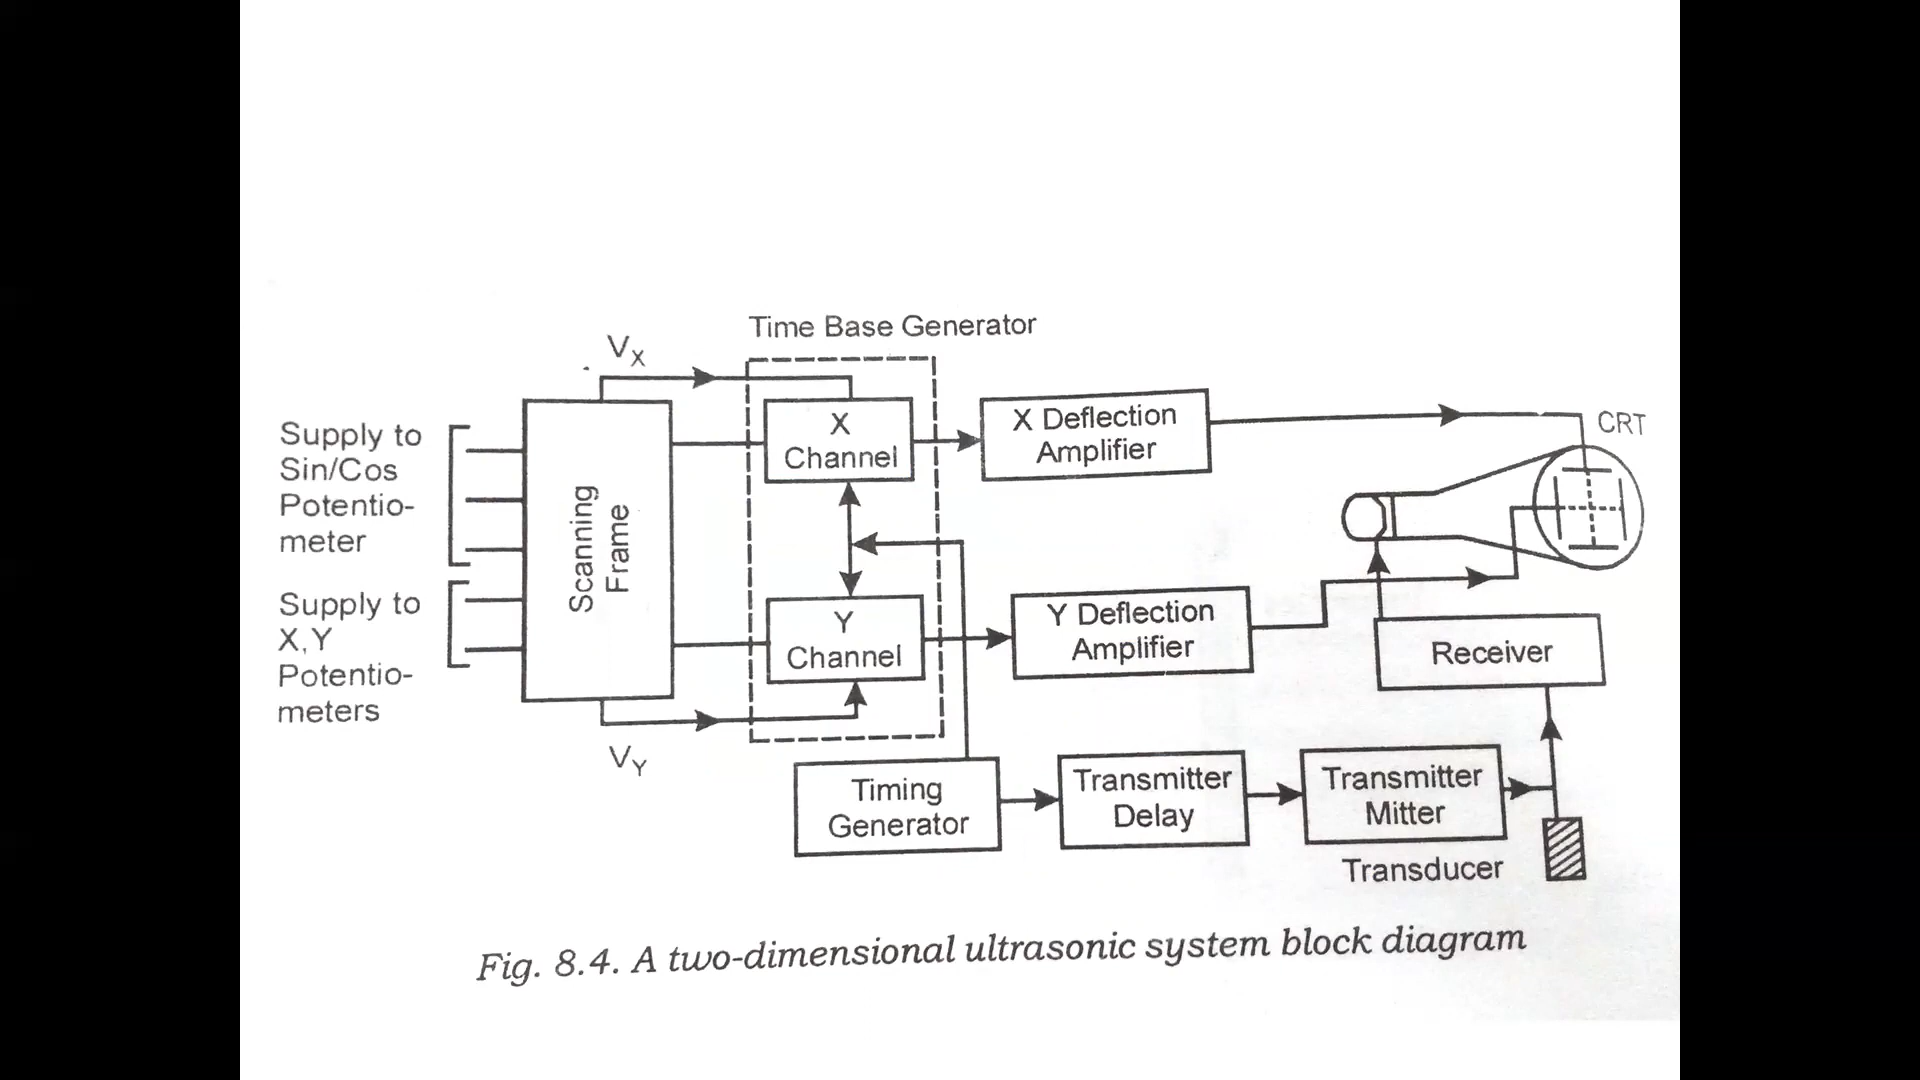 Time Base Generator
VX
Supply to
Sin/Cos
Potentio-
meter
Supply to
X,Y
Potentio-
meters
Scanning
Frame
X
Channel
Y
Channel
VY
X Deflection
Amplifier
Y Deflection
Amplifier
CRT
Receiver
Timing
Generator
Transmitter
Delay
Transmitter
Mitter
Transducer
Fig. 8.4. A two-dimensional ultrasonic system block diagram